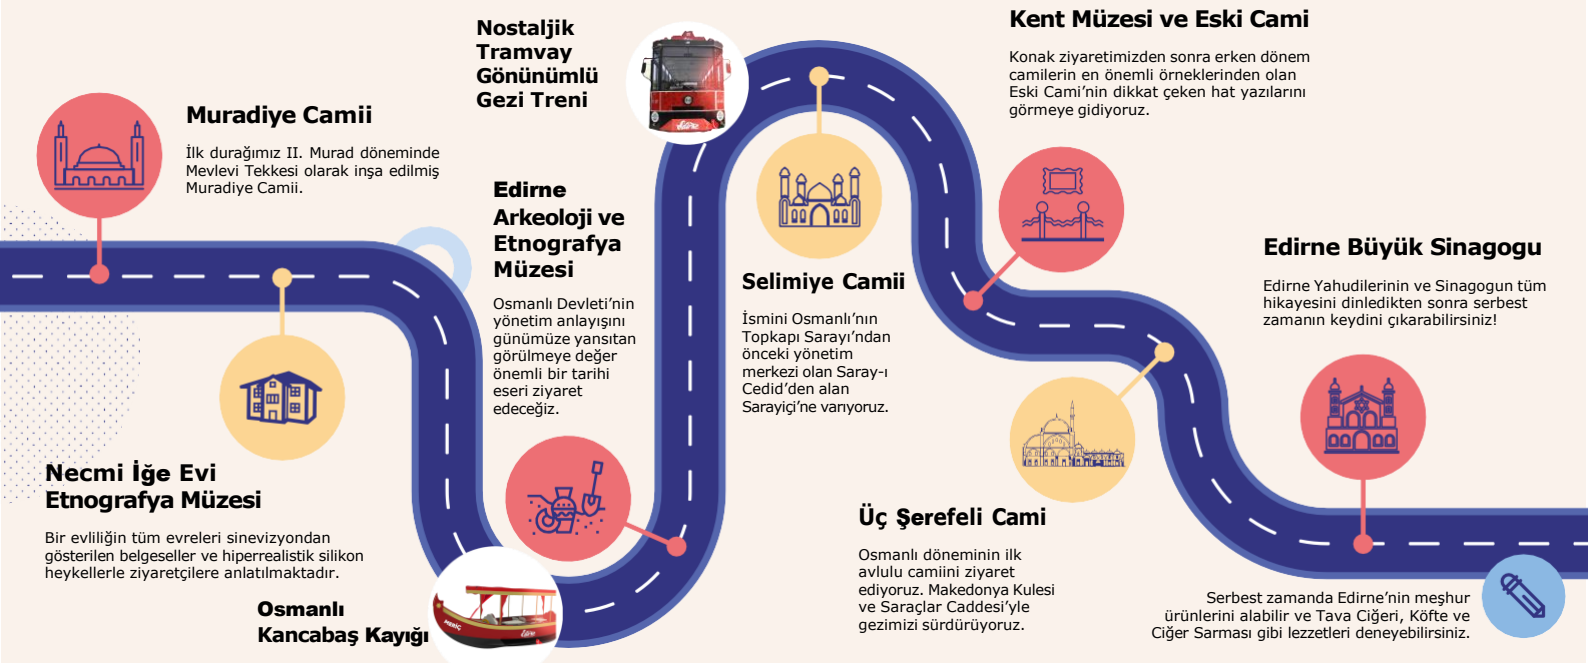 Muradiye Camii
İlk durağımız II. Murad döneminde
Mevlevi Tekkesi olarak inşa edilmiş
Muradiye Camii.
Necmi İğe Evi
Etnografya Müzesi
Bir evliliğin tüm evreleri sinevizyondan
gösterilen belgeseller ve hiperrealistik silikon
heykellerle ziyaretçilere anlatılmaktadır.
Osmanlı
Kancabaş Kayığı
MERİÇ
Edirne
Edirne
Arkeoloji ve
Etnografya
Müzesi
Osmanlı Devleti’nin
yönetim anlayışını
günümüze yansıtan
görülmeye değer
önemli bir tarihi
eseri ziyaret
edeceğiz.
Nostaljik
Tramvay
Gönünümlü
Gezi Treni
Selimiye Camii
İsmini Osmanlı’nın
Topkapı Sarayı’ndan
önceki yönetim
merkezi olan Saray-ı
Cedid’den alan
Sarayiçi’ne varıyoruz.
Kent Müzesi ve Eski Cami
Konak ziyaretimizden sonra erken dönem
camilerin en önemli örneklerinden olan
Eski Cami’nin dikkat çeken hat yazılarını
görmeye gidiyoruz.
Üç Şerefeli Cami
Osmanlı döneminin ilk
avlulu camiini ziyaret
ediyoruz. Makedonya Kulesi
ve Saraçlar Caddesi’yle
gezimizi sürdürüyoruz.
Edirne Büyük Sinagogu
Edirne Yahudilerinin ve Sinagogun tüm
hikayesini dinledikten sonra serbest
zamanın keydini çıkarabilirsiniz!
Serbest zamanda Edirne’nin meşhur
ürünlerini alabilir ve Tava Ciğeri, Köfte ve
Ciğer Sarması gibi lezzetleri deneyebilirsiniz.